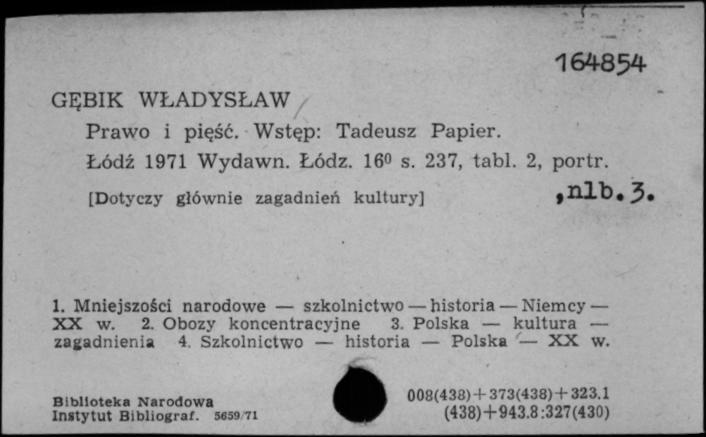 164854
GĘBIK WŁADYSŁAW
Prawo i pięść. Wstęp: Tadeusz Papier.
Łódź 1971 Wydawn. Łódz. 16⁰ s. 237, tabl. 2, portr.
[Dotyczy głównie zagadnień kultury]
,nlb.3.
1. Mniejszości narodowe — szkolnictwo — historia — Niemcy —
XX w. 2. Obozy koncentracyjne 3. Polska — kultura —
zagadnienia 4. Szkolnictwo — historia — Polska — XX w.
Biblioteka Narodowa
Instytut Bibliograf. 5659/71
008(438)+373(438)+323.1
(438)+943.8:327(430)